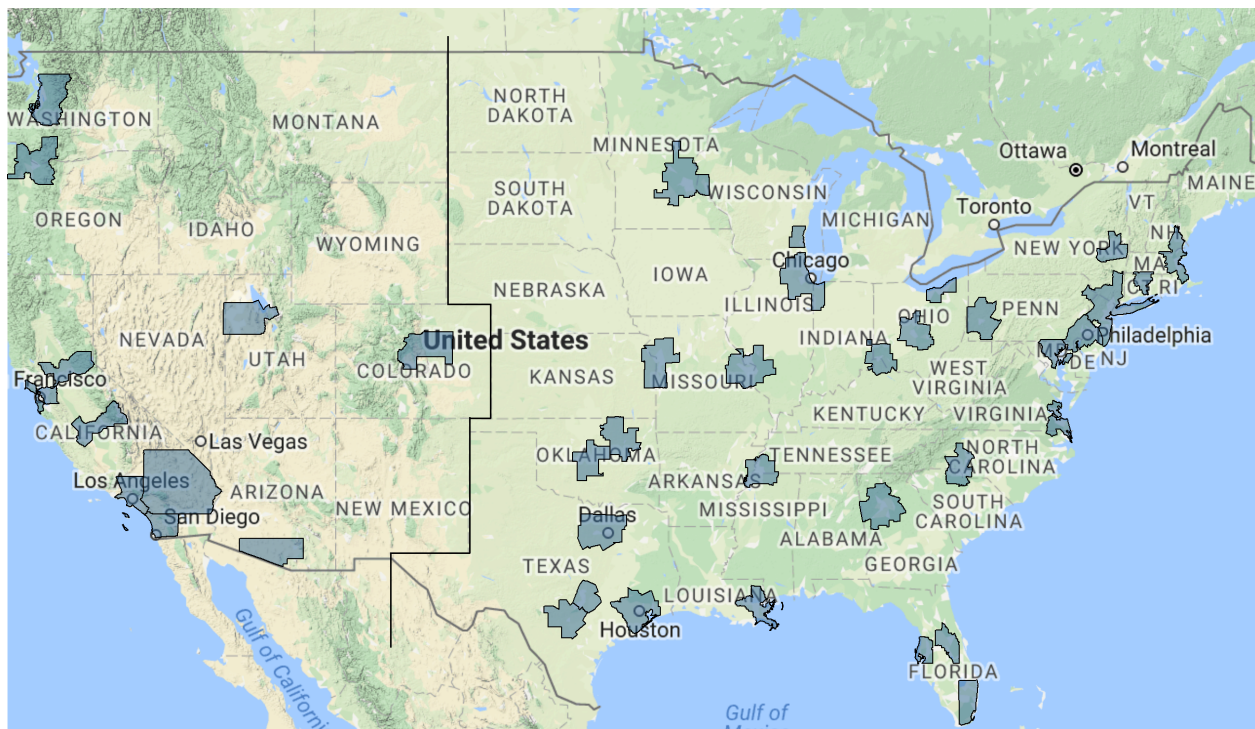 NORTH
DAKOTA
WASHINGTON
MONTANA
MINNESOTA
Ottawa
Montreal
MAINE
SOUTH
DAKOTA
WISCONSIN
VT
OREGON
IDAHO
MICHIGAN
Toronto
NH
WYOMING
NEW YORK
MA
Chicago
IOWA
NEBRASKA
ILLINOIS
CT
RI
PENN
OHIO
NEVADA
United States
INDIANA
Philadelphia
MD
UTAH
DE
NJ
COLORADO
KANSAS
MISSOURI
WEST
VIRGINIA
Francisco
KENTUCKY
VIRGINIA
CALIFORNIA
Las Vegas
OKLAHOMA
TENNESSEE
NORTH
CAROLINA
Los Angeles
ARIZONA
ARKANSAS
NEW MEXICO
MISSISSIPPI
SOUTH
CAROLINA
San Diego
Dallas
ALABAMA
TEXAS
GEORGIA
LOUISIANA
Houston
Gulf of California
FLORIDA
Gulf of